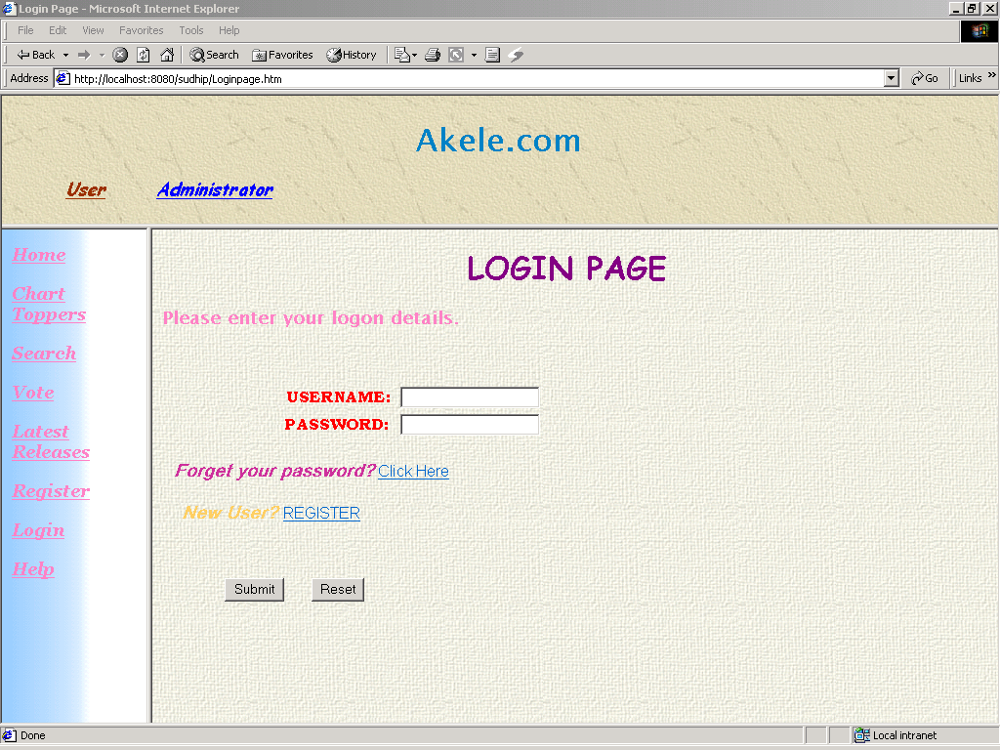 Login Page - Microsoft Internet Explorer
File Edit View Favorites Tools Help
Back Search Favorites History
Address http://localhost:8080/sudhip/Loginpage.htm Go Links »
Akele.com
User Administrator
Home
Chart
Toppers
Search
Vote
Latest
Releases
Register
Login
Help
LOGIN PAGE
Please enter your logon details.
USERNAME:
PASSWORD:
Forget your password? Click Here
New User? REGISTER
Submit Reset
Done Local intranet